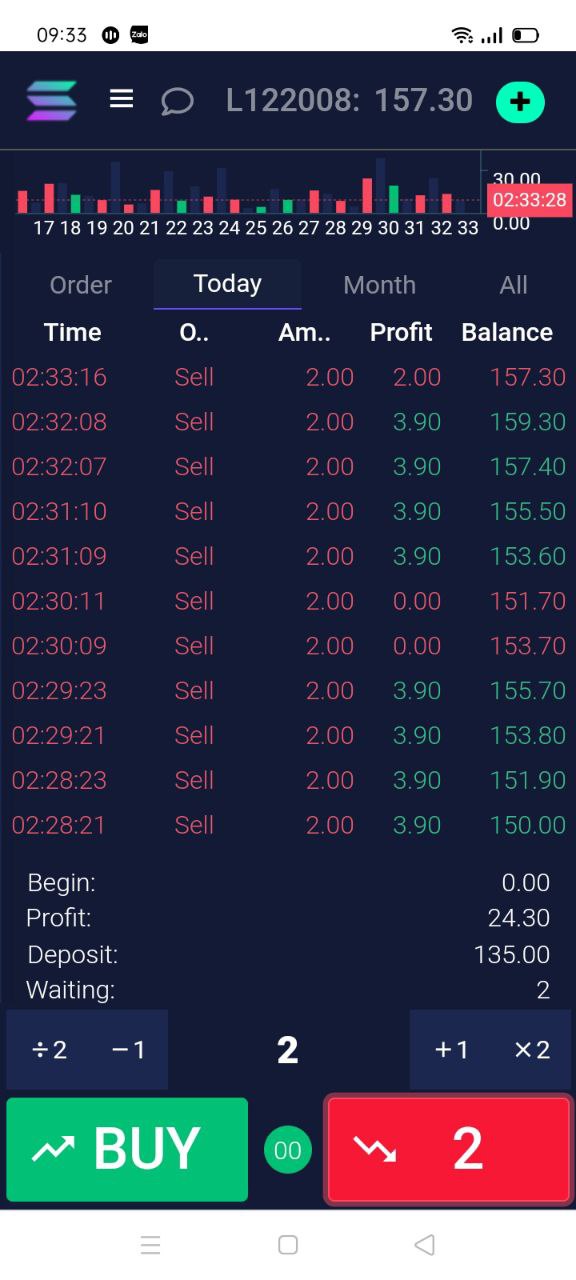 09:33 Zalo
L122008: 157.30 +
30.00
02:33:28
0.00
17 18 19 20 21 22 23 24 25 26 27 28 29 30 31 32 33
Order Today Month All
Time O.. Am.. Profit Balance
02:33:16 Sell 2.00 2.00 157.30
02:32:08 Sell 2.00 3.90 159.30
02:32:07 Sell 2.00 3.90 157.40
02:31:10 Sell 2.00 3.90 155.50
02:31:09 Sell 2.00 3.90 153.60
02:30:11 Sell 2.00 0.00 151.70
02:30:09 Sell 2.00 0.00 153.70
02:29:23 Sell 2.00 3.90 155.70
02:29:21 Sell 2.00 3.90 153.80
02:28:23 Sell 2.00 3.90 151.90
02:28:21 Sell 2.00 3.90 150.00
Begin: 0.00
Profit: 24.30
Deposit: 135.00
Waiting: 2
÷2 −1 2 +1 ×2
BUY 00 2